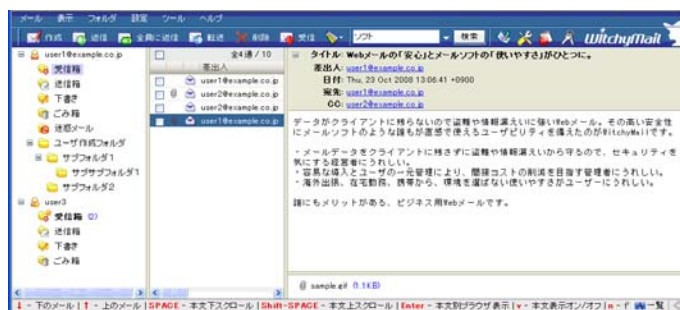 メール 表示 フォルダ 設定 ツール ヘルプ
作成 返信 全員に返信 転送 削除 受信 ソフト 検索 WitchyMail
user1@example.co.jp
受信箱
送信箱
下書き
ごみ箱
迷惑メール
ユーザ作成フォルダ
サブフォルダ1
サブサブフォルダ1
サブフォルダ2
user3
受信箱 (2)
送信箱
下書き
ごみ箱
全4通 / 10
差出人
user1@example.co.jp
user2@example.co.jp
user2@example.co.jp
user1@example.co.jp
タイトル: Webメールの「安心」とメールソフトの「使いやすさ」がひとつに。
差出人: user1@example.co.jp
日付: Thu, 23 Oct 2008 13:06:41 +0900
宛先: user1@example.co.jp
CC: user2@example.co.jp
データがクライアントに残らないので盗難や情報漏えいに強いWebメール。その高い安全性
にメールソフトのような誰もが直感で使えるユーザビリティを備えたのがWitchyMailです。
・メールデータをクライアントに残さずに盗難や情報漏えいから守るので、セキュリティを
気にする経営者にうれしい。
・容易な導入とユーザの一元管理により、間接コストの削減を目指す管理者にうれしい。
・海外出張、在宅勤務、携帯から、環境を選ばない使いやすさがユーザーにうれしい。
誰にもメリットがある、ビジネス用Webメールです。
sample.gif (1.1KB)
↓ - 下のメール | ↑ - 上のメール | SPACE - 本文下スクロール | Shift-SPACE - 本文上スクロール | Enter - 本文別ブラウザ表示 | v - 本文表示オン/オフ | n - f 一覧